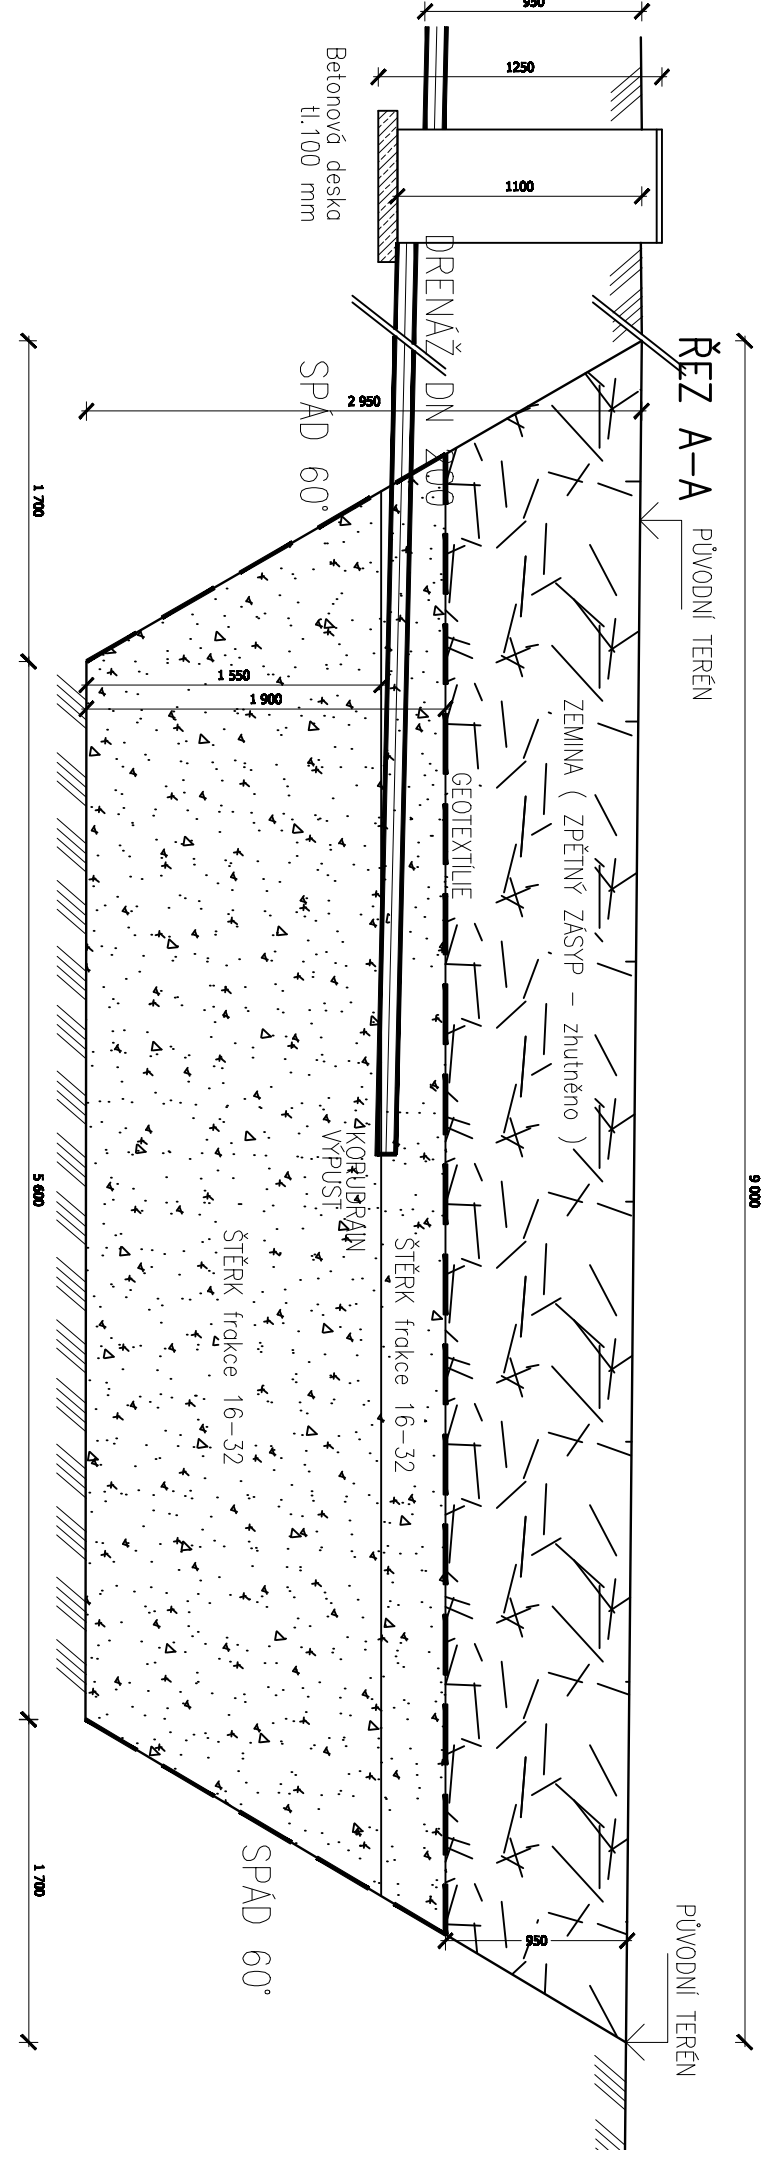 950
1250
1100
Betonová deska
tl.100 mm
DRENÁŽ DN 200
SPÁD 60°
ŘEZ A-A
2 950
1 700
PŮVODNÍ TERÉN
1 550
1 900
ZEMINA ( ZPĚTNÝ ZÁSYP - zhutněno )
GEOTEXTÍLIE
KORUDRAIN
VÝPUST
ŠTĚRK frakce 16-32
ŠTĚRK frakce 16-32
5 600
9 000
SPÁD 60°
1 700
950
PŮVODNÍ TERÉN